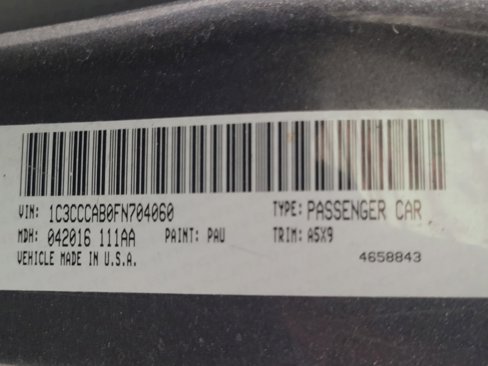 VIN: 1C3CCCAB0FN704060 TYPE: PASSENGER CAR
MDH: 042016 111AA PAINT: PAU TRIM: A5X9
VEHICLE MADE IN U.S.A. 4658843